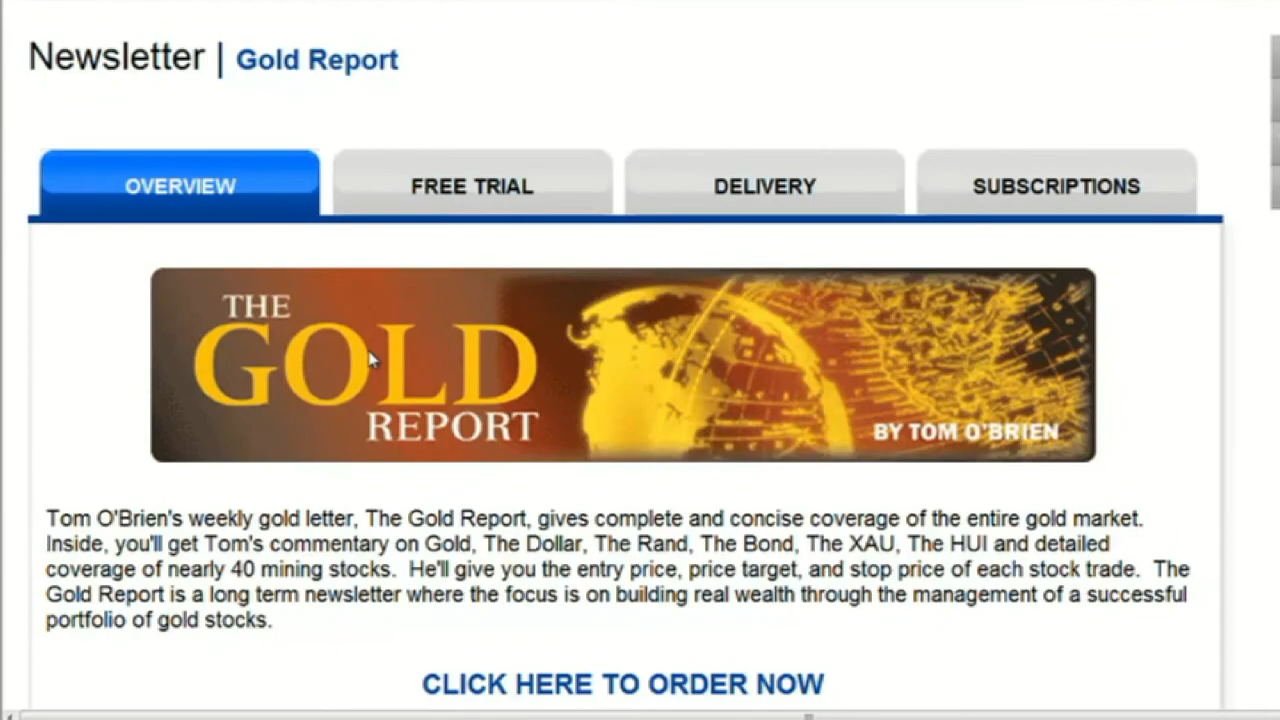 Newsletter | Gold Report
OVERVIEW
FREE TRIAL
DELIVERY
SUBSCRIPTIONS
THE
GOLD
REPORT
BY TOM O'BRIEN
Tom O'Brien's weekly gold letter, The Gold Report, gives complete and concise coverage of the entire gold market.
Inside, you'll get Tom's commentary on Gold, The Dollar, The Rand, The Bond, The XAU, The HUI and detailed
coverage of nearly 40 mining stocks. He'll give you the entry price, price target, and stop price of each stock trade. The
Gold Report is a long term newsletter where the focus is on building real wealth through the management of a successful
portfolio of gold stocks.
CLICK HERE TO ORDER NOW